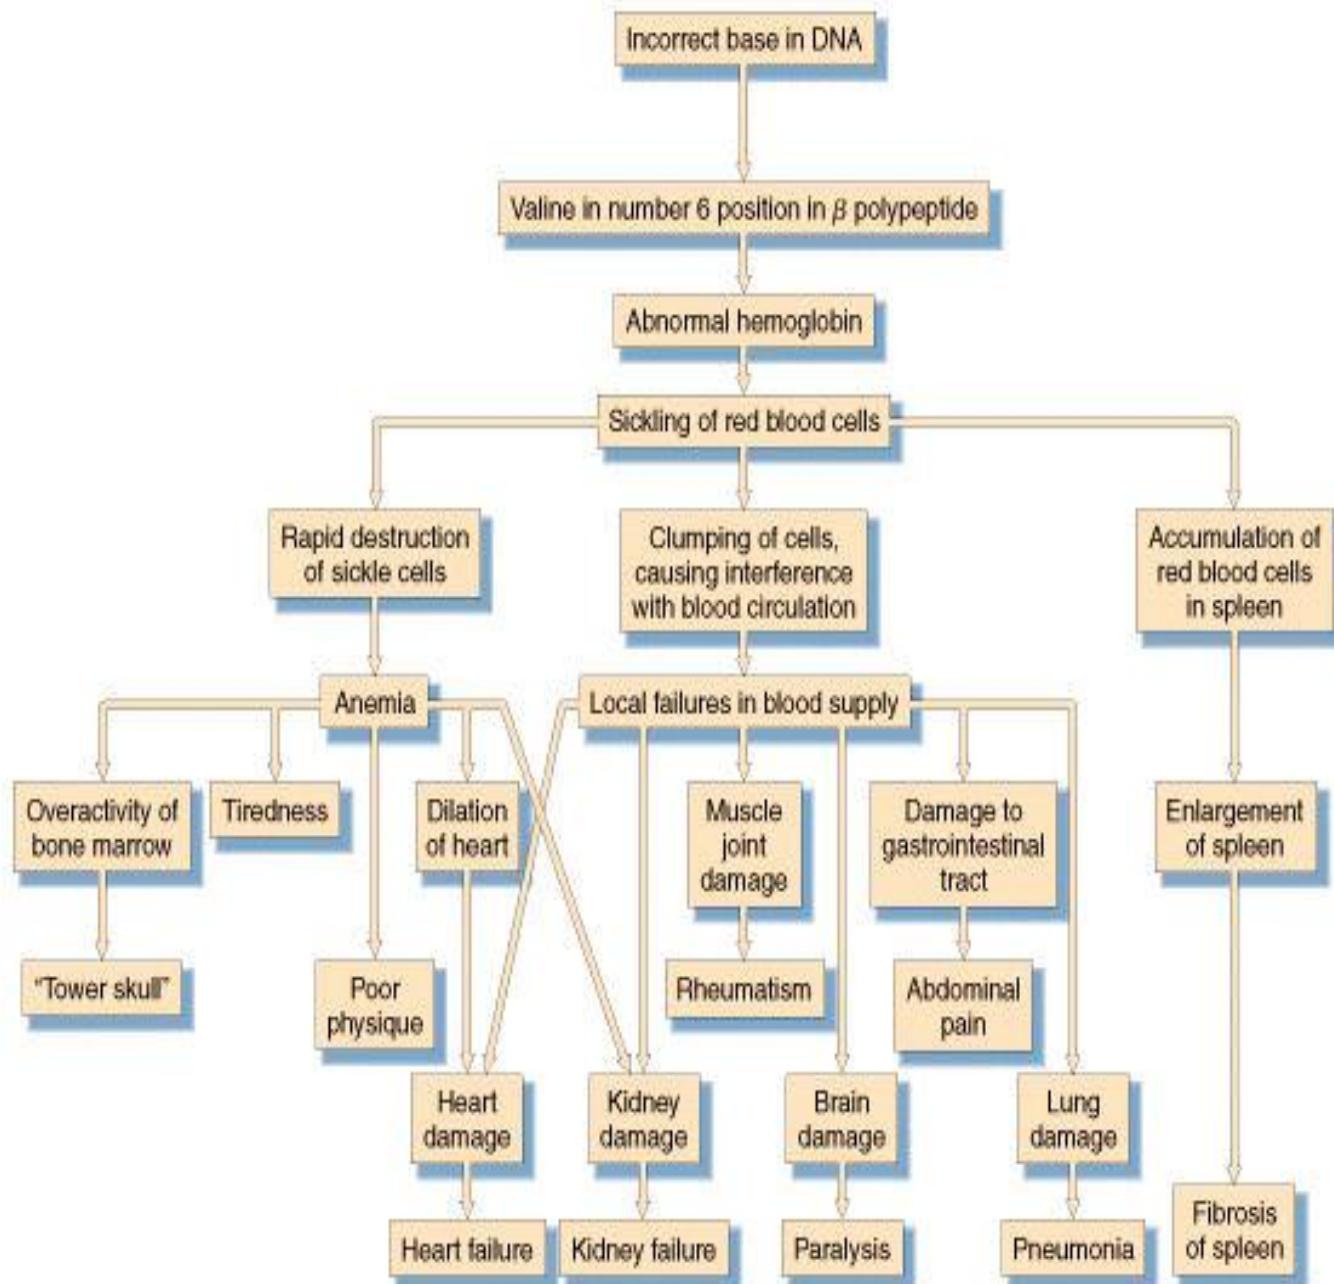 Incorrect base in DNA
Valine in number 6 position in β polypeptide
Abnormal hemoglobin
Sickling of red blood cells
Rapid destruction
of sickle cells
Clumping of cells,
causing interference
with blood circulation
Accumulation of
red blood cells
in spleen
Anemia
Local failures in blood supply
Overactivity of
bone marrow
Tiredness
Dilation
of heart
Muscle
joint
damage
Damage to
gastrointestinal
tract
Enlargement
of spleen
"Tower skull"
Poor
physique
Rheumatism
Abdominal
pain
Heart
damage
Kidney
damage
Brain
damage
Lung
damage
Heart failure
Kidney failure
Paralysis
Pneumonia
Fibrosis
of spleen